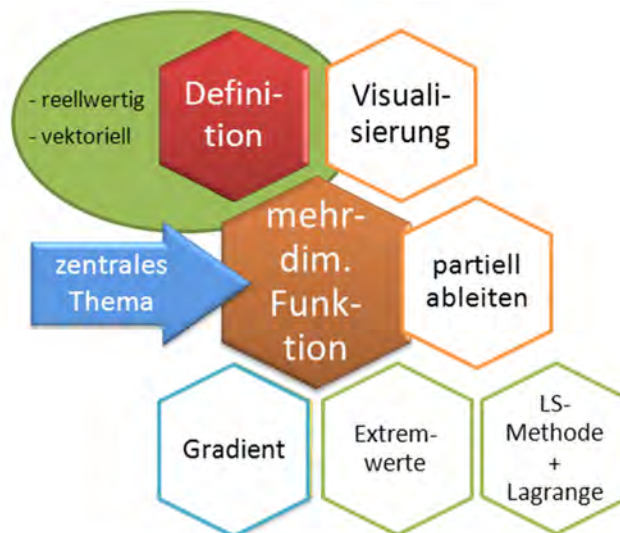 - reellwertig
- vektoriell
Defini-
tion
Visuali-
sierung
zentrales
Thema
mehr-
dim.
Funk-
tion
partiell
ableiten
Gradient
Extrem-
werte
LS-
Methode
+
Lagrange